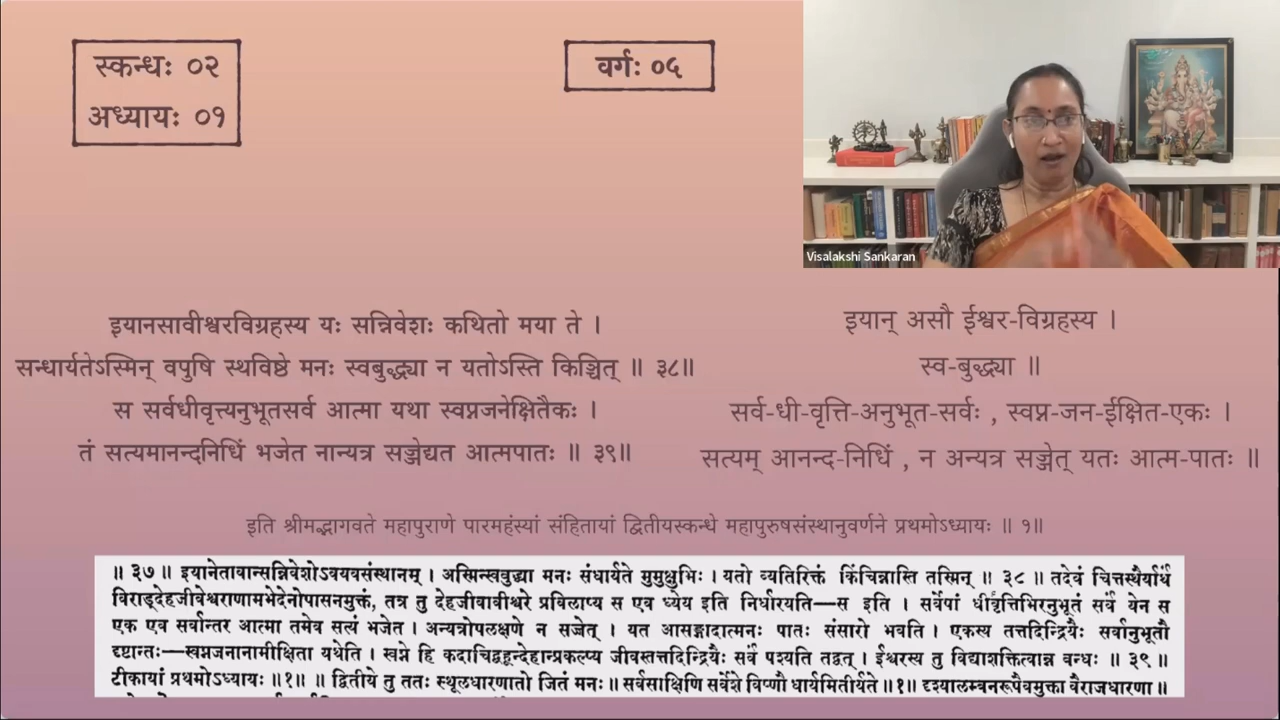 स्कन्धः ०२
अध्यायः ०१
वर्गः ०५
Visalakshi Sankaran
इयानसावीश्वरविग्रहस्य यः सन्निवेशः कथितो मया ते ।
सन्धार्यतेऽस्मिन् वपुषि स्थविष्ठे मनः स्वबुद्ध्या न यतोऽस्ति किञ्चित् ॥ ३८॥
स सर्वधीवृत्त्यनुभूतसर्व आत्मा यथा स्वप्नजनेक्षितैकः ।
तं सत्यमानन्दनिधिं भजेत नान्यत्र सज्जेद्यत आत्मपातः ॥ ३९॥
इयान् असौ ईश्वर-विग्रहस्य ।
स्व-बुद्ध्या ॥
सर्व-धी-वृत्ति-अनुभूत-सर्वः , स्वप्न-जन-ईक्षित-एकः ।
सत्यम् आनन्द-निधिं , न अन्यत्र सज्जेत् यतः आत्म-पातः ॥
इति श्रीमद्भागवते महापुराणे पारमहंस्यां संहितायां द्वितीयस्कन्धे महापुरुषसंस्थानुवर्णने प्रथमोऽध्यायः ॥ १॥
॥ ३७ ॥ इयानेतावान्सन्निवेशोऽवयवसंस्थानम् । अस्मिन्स्वबुद्ध्या मनः संधार्यते मुमुक्षुभिः । यतो व्यतिरिक्तं किंचिन्नास्ति तस्मिन् ॥ ३८ ॥ तदेवं चित्तस्थैर्यार्थं
विराड्देहजीवेश्वराणामभेदेनोपासनमुक्तं, तत्र तु देहजीवावीश्वरे प्रविलाप्य स एव ध्येय इति निर्धारयति—स इति । सर्वेषां धीवृत्तिभिरनुभूतं सर्वं येन स
एक एव सर्वान्तर आत्मा तमेव सत्यं भजेत । अन्यत्रोपलक्षणे न सज्जेत् । यत आसङ्गादात्मनः पातः संसारो भवति । एकस्य तत्तदिन्द्रियैः सर्वानुभूतौ
दृष्टान्तः—स्वप्नजनानामीक्षिता यथेति । स्वप्ने हि कदाचिद्बहून्देहान्प्रकल्प्य जीवस्तत्तदिन्द्रियैः सर्वं पश्यति तद्वत् । ईश्वरस्य तु विद्याशक्तित्वान्न बन्धः ॥ ३९ ॥
टीकायां प्रथमोऽध्यायः ॥१॥ ॥ द्वितीये तु ततः स्थूलधारणातो जितं मनः ॥ सर्वसाक्षिणि सर्वेशे विष्णौ धार्यमितीर्यते ॥१॥ दृश्यालम्बनरूपैवमुक्ता वैराजधारणा ॥